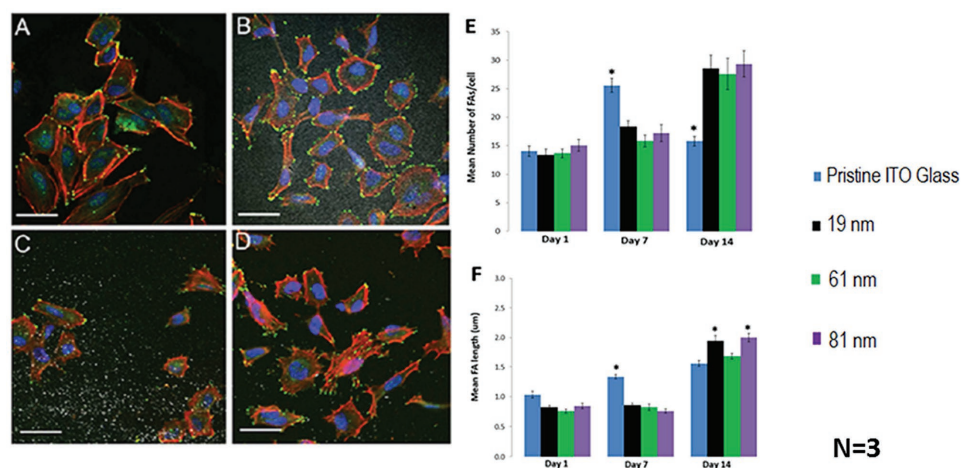 A
B
C
D
E
Mean Number of FAs/cell
35
30
25
20
15
10
5
0
*
*
Day 1
Day 7
Day 14
F
Mean FA length (um)
3.0
2.5
2.0
1.5
1.0
0.5
0.0
*
*
*
Day 1
Day 7
Day 14
Pristine ITO Glass
19 nm
61 nm
81 nm
N=3